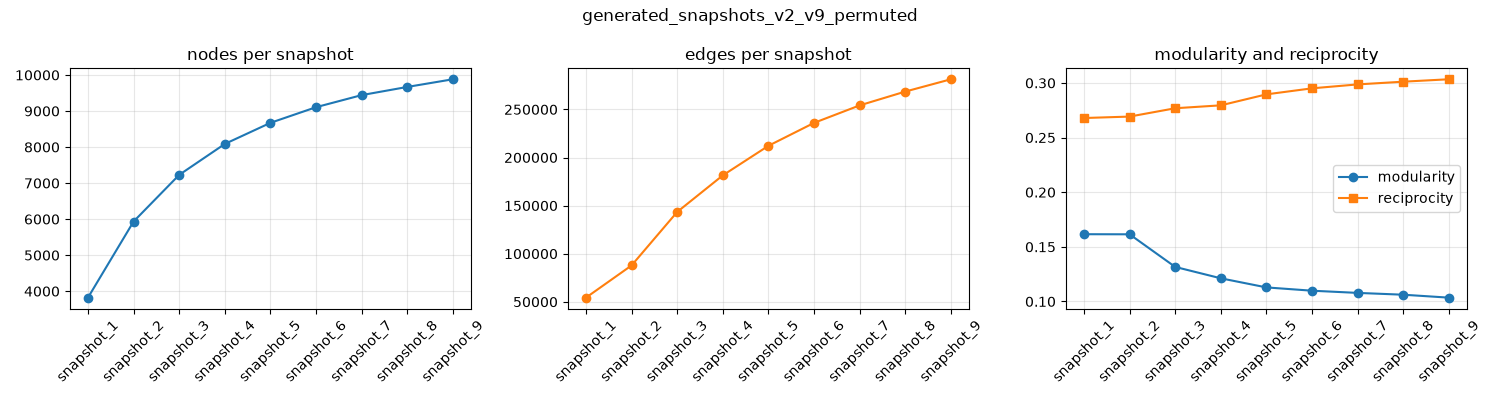 generated_snapshots_v2_v9_permuted
nodes per snapshot
10000
9000
8000
7000
6000
5000
4000
snapshot_1
snapshot_2
snapshot_3
snapshot_4
snapshot_5
snapshot_6
snapshot_7
snapshot_8
snapshot_9
edges per snapshot
250000
200000
150000
100000
50000
snapshot_1
snapshot_2
snapshot_3
snapshot_4
snapshot_5
snapshot_6
snapshot_7
snapshot_8
snapshot_9
modularity and reciprocity
0.30
0.25
0.20
0.15
0.10
modularity
reciprocity
snapshot_1
snapshot_2
snapshot_3
snapshot_4
snapshot_5
snapshot_6
snapshot_7
snapshot_8
snapshot_9